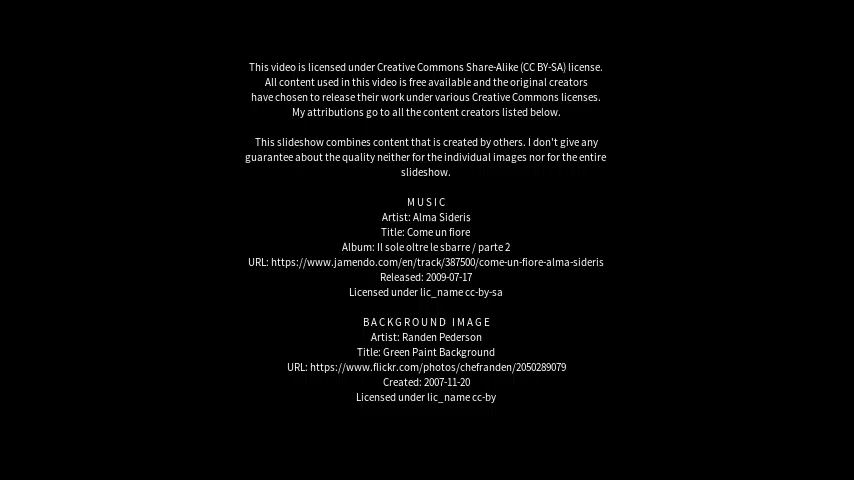 This video is licensed under Creative Commons Share-Alike (CC BY-SA) license.
All content used in this video is free available and the original creators
have chosen to release their work under various Creative Commons licenses.
My attributions go to all the content creators listed below.
This slideshow combines content that is created by others. I don't give any
guarantee about the quality neither for the individual images nor for the entire
slideshow.
M U S I C
Artist: Alma Sideris
Title: Come un fiore
Album: Il sole oltre le sbarre / parte 2
URL: https://www.jamendo.com/en/track/387500/come-un-fiore-alma-sideris
Released: 2009-07-17
Licensed under lic_name cc-by-sa
B A C K G R O U N D  I M A G E
Artist: Randen Pederson
Title: Green Paint Background
URL: https://www.flickr.com/photos/chefranden/2050289079
Created: 2007-11-20
Licensed under lic_name cc-by